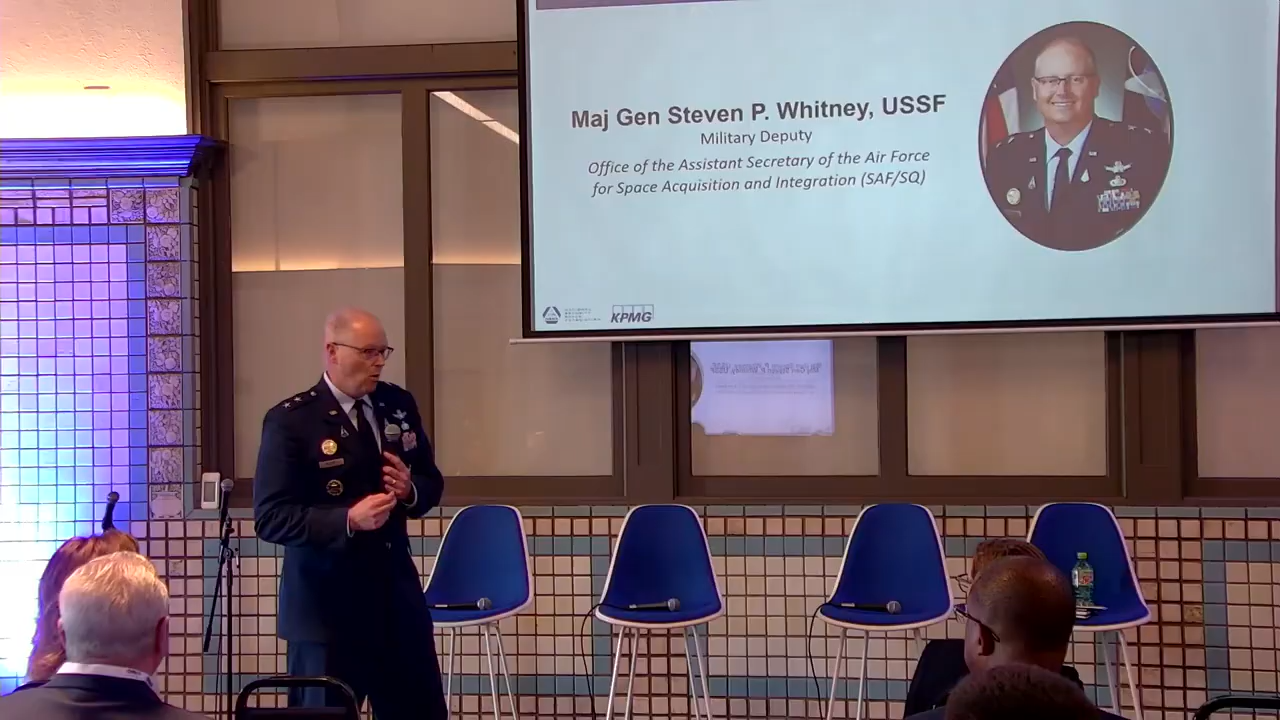 Maj Gen Steven P. Whitney, USSF
Military Deputy
Office of the Assistant Secretary of the Air Force
for Space Acquisition and Integration (SAF/SQ)
KPMG